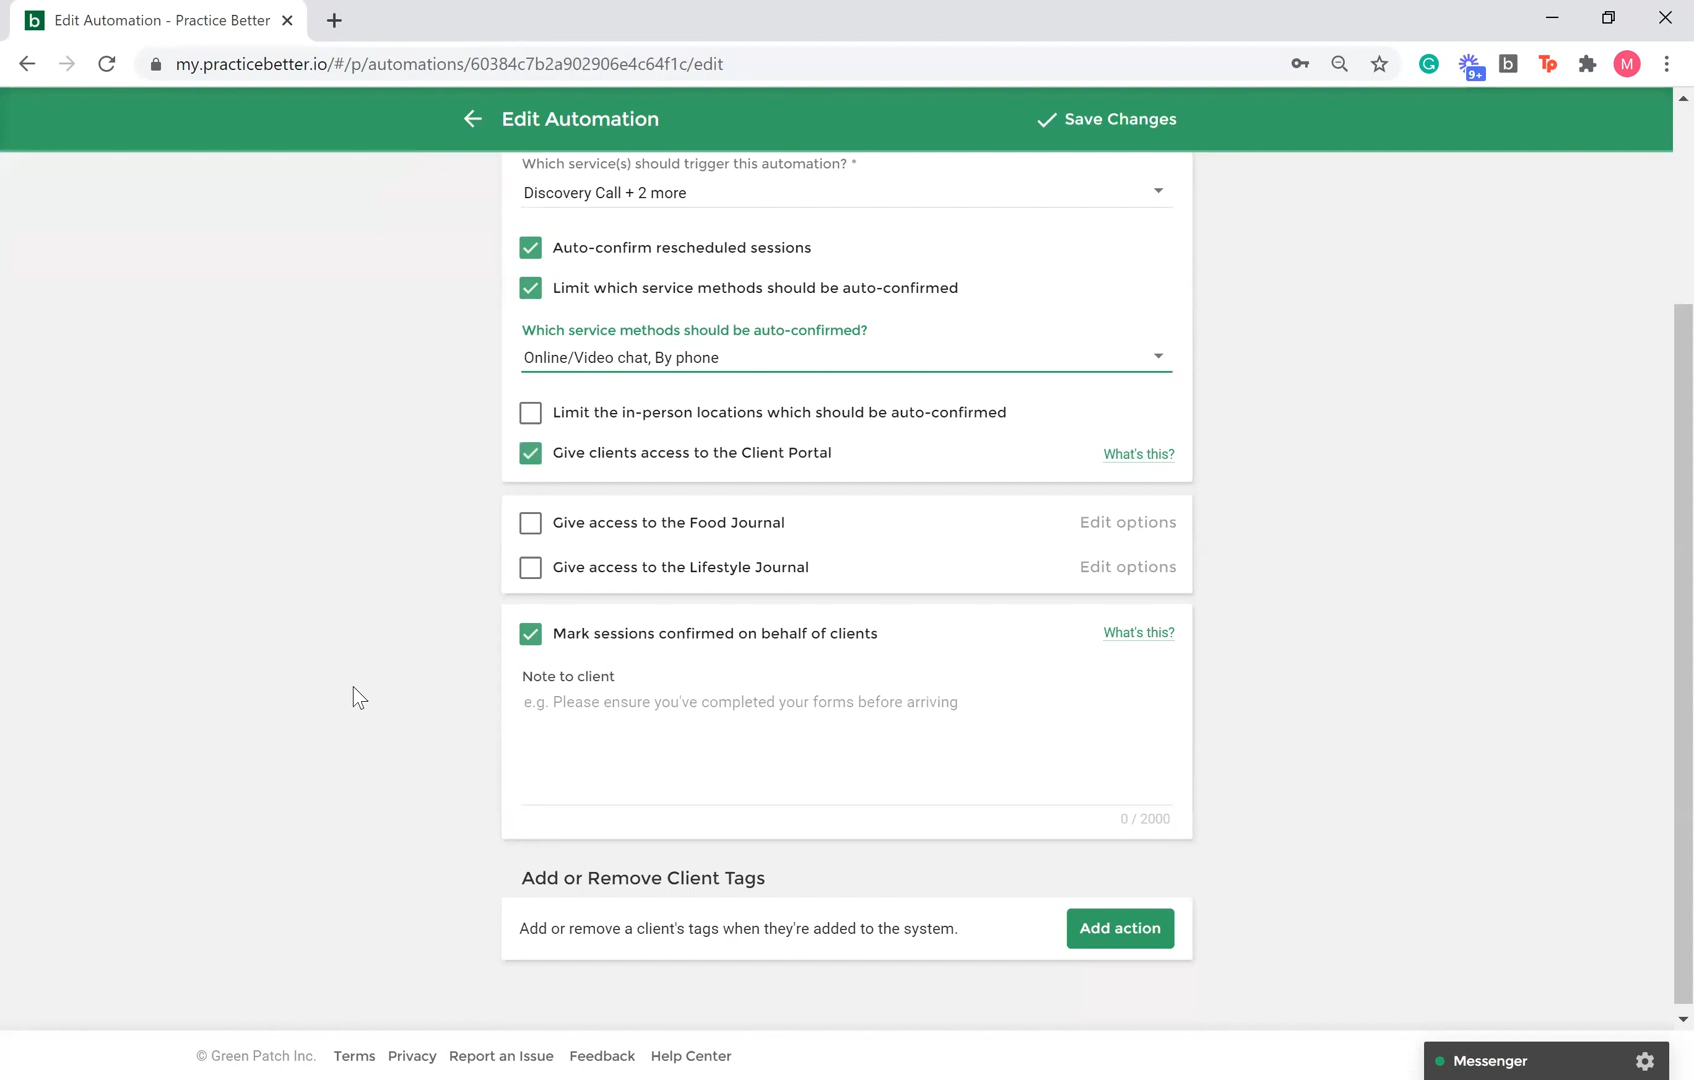 b Edit Automation - Practice Better
my.practicebetter.io/#/p/automations/60384c7b2a902906e4c64f1c/edit
G 9+ b Tp M
Edit Automation
Save Changes
Which service(s) should trigger this automation? *
Discovery Call + 2 more
Auto-confirm rescheduled sessions
Limit which service methods should be auto-confirmed
Which service methods should be auto-confirmed?
Online/Video chat, By phone
Limit the in-person locations which should be auto-confirmed
Give clients access to the Client Portal What's this?
Give access to the Food Journal Edit options
Give access to the Lifestyle Journal Edit options
Mark sessions confirmed on behalf of clients What's this?
Note to client
e.g. Please ensure you've completed your forms before arriving
0 / 2000
Add or Remove Client Tags
Add or remove a client's tags when they're added to the system. Add action
© Green Patch Inc. Terms Privacy Report an Issue Feedback Help Center
Messenger